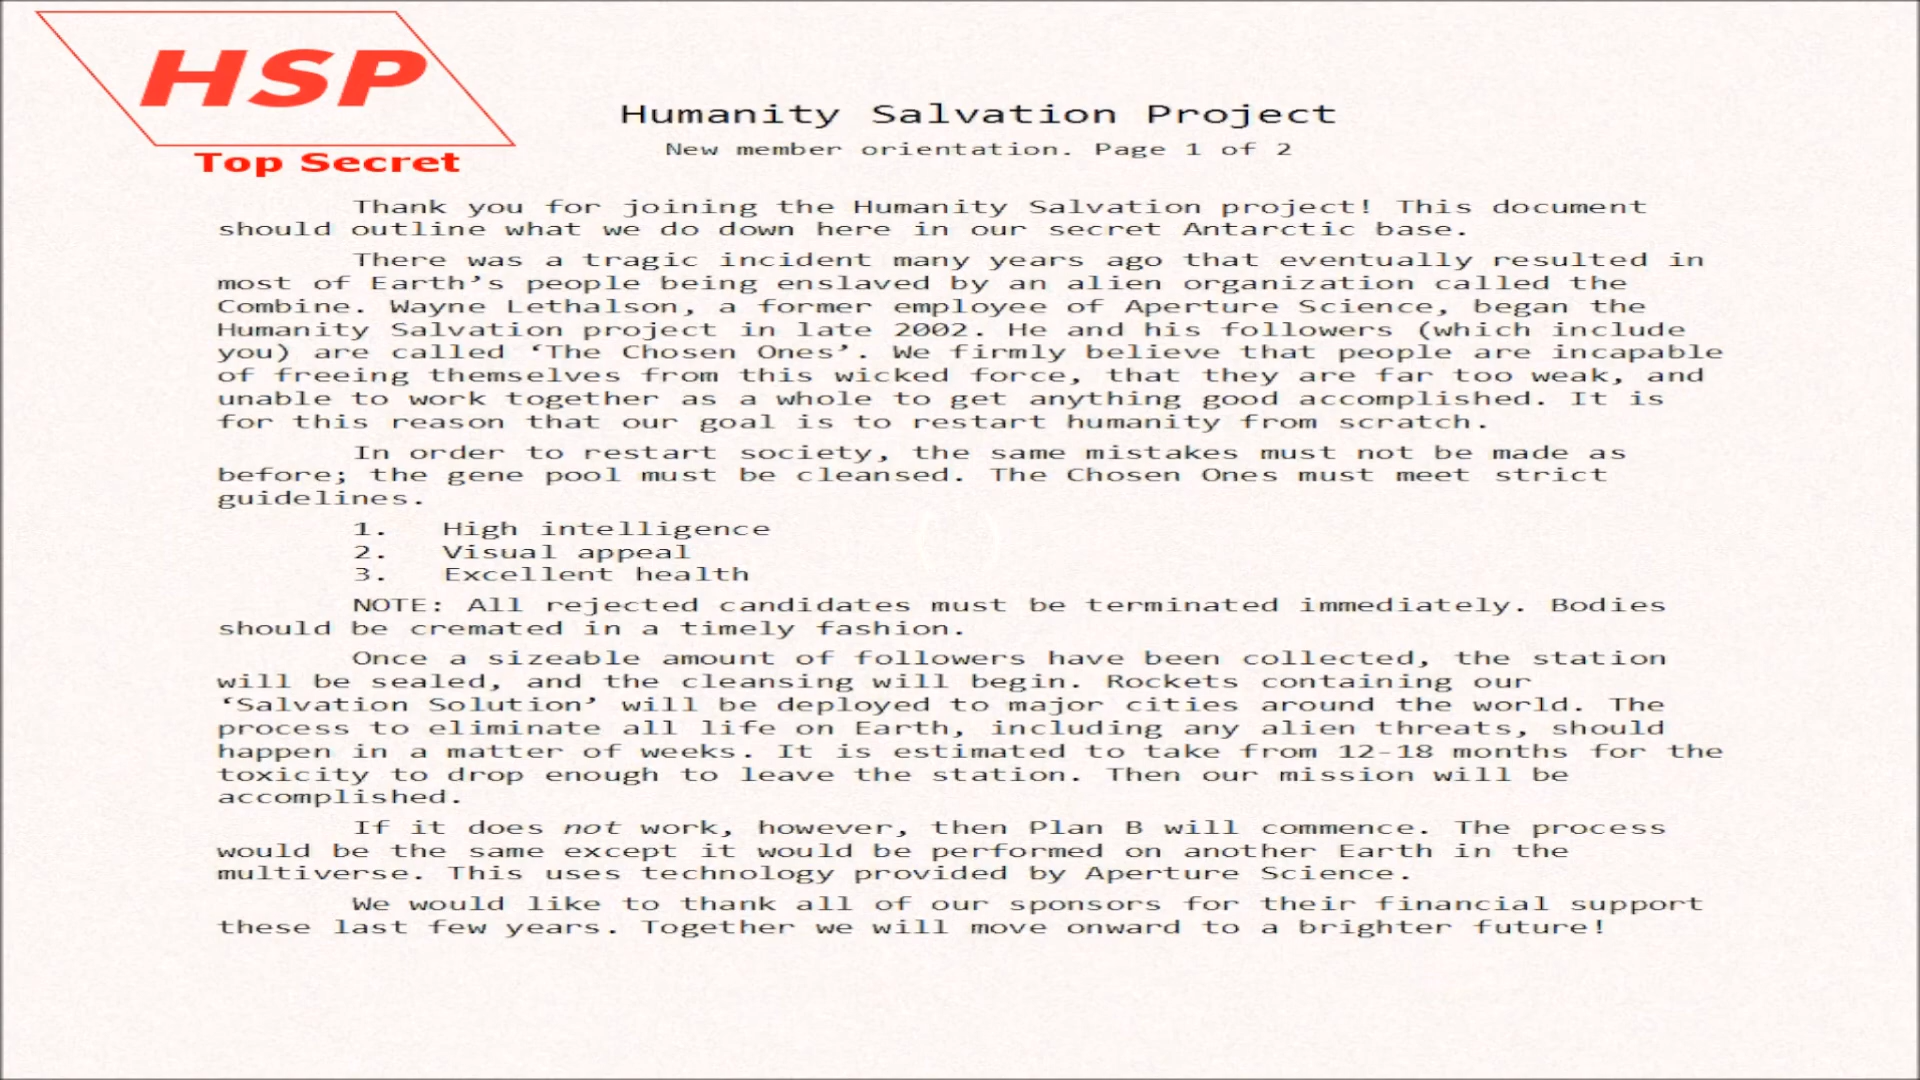 HSP
Top Secret
Humanity Salvation Project
New member orientation. Page 1 of 2
Thank you for joining the Humanity Salvation project! This document
should outline what we do down here in our secret Antarctic base.
There was a tragic incident many years ago that eventually resulted in
most of Earth’s people being enslaved by an alien organization called the
Combine. Wayne Lethalson, a former employee of Aperture Science, began the
Humanity Salvation project in late 2002. He and his followers (which include
you) are called ‘The Chosen Ones’. We firmly believe that people are incapable
of freeing themselves from this wicked force, that they are far too weak, and
unable to work together as a whole to get anything good accomplished. It is
for this reason that our goal is to restart humanity from scratch.
In order to restart society, the same mistakes must not be made as
before; the gene pool must be cleansed. The Chosen Ones must meet strict
guidelines.
1. High intelligence
2. Visual appeal
3. Excellent health
NOTE: All rejected candidates must be terminated immediately. Bodies
should be cremated in a timely fashion.
Once a sizeable amount of followers have been collected, the station
will be sealed, and the cleansing will begin. Rockets containing our
‘Salvation Solution’ will be deployed to major cities around the world. The
process to eliminate all life on Earth, including any alien threats, should
happen in a matter of weeks. It is estimated to take from 12-18 months for the
toxicity to drop enough to leave the station. Then our mission will be
accomplished.
If it does not work, however, then Plan B will commence. The process
would be the same except it would be performed on another Earth in the
multiverse. This uses technology provided by Aperture Science.
We would like to thank all of our sponsors for their financial support
these last few years. Together we will move onward to a brighter future!